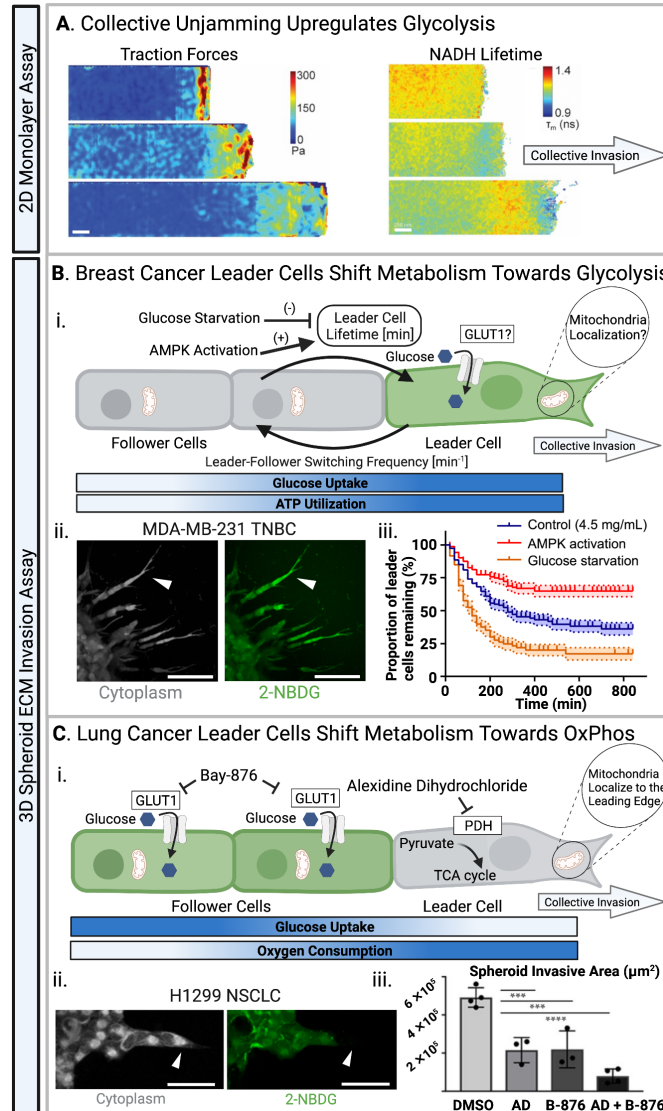 2D Monolayer Assay
A. Collective Unjamming Upregulates Glycolysis
Traction Forces
NADH Lifetime
300
150
0
Pa
1.4
0.9
τm (ns)
Collective Invasion
3D Spheroid ECM Invasion Assay
B. Breast Cancer Leader Cells Shift Metabolism Towards Glycolysis
i.
Glucose Starvation
(-)
AMPK Activation
(+)
Leader Cell
Lifetime [min]
GLUT1?
Glucose
Mitochondria
Localization?
Follower Cells
Leader Cell
Collective Invasion
Leader-Follower Switching Frequency [min-1]
Glucose Uptake
ATP Utilization
ii.
MDA-MB-231 TNBC
Cytoplasm
2-NBDG
iii.
Control (4.5 mg/mL)
AMPK activation
Glucose starvation
Proportion of leader
cells remaining (%)
100
75
50
25
0
0 200 400 600 800
Time (min)
C. Lung Cancer Leader Cells Shift Metabolism Towards OxPhos
i.
Bay-876
GLUT1
Glucose
GLUT1
Glucose
Alexidine Dihydrochloride
PDH
Pyruvate
TCA cycle
Mitochondria
Localize to the
Leading Edge
Follower Cells
Leader Cell
Collective Invasion
Glucose Uptake
Oxygen Consumption
ii.
H1299 NSCLC
Cytoplasm
2-NBDG
iii.
Spheroid Invasive Area (µm²)
6×10⁵
4×10⁵
2×10⁵
***
***
****
DMSO AD B-876 AD + B-876